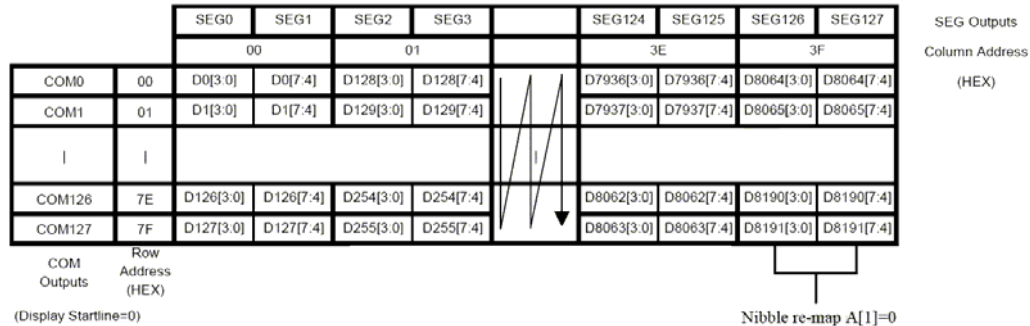 SEG0 SEG1 SEG2 SEG3 SEG124 SEG125 SEG126 SEG127 SEG Outputs
00 01 3E 3F Column Address
(HEX)
COM0 00 D0[3:0] D0[7:4] D128[3:0] D128[7:4] D7936[3:0] D7936[7:4] D8064[3:0] D8064[7:4]
COM1 01 D1[3:0] D1[7:4] D129[3:0] D129[7:4] D7937[3:0] D7937[7:4] D8065[3:0] D8065[7:4]
| | |
COM126 7E D126[3:0] D126[7:4] D254[3:0] D254[7:4] D8062[3:0] D8062[7:4] D8190[3:0] D8190[7:4]
COM127 7F D127[3:0] D127[7:4] D255[3:0] D255[7:4] D8063[3:0] D8063[7:4] D8191[3:0] D8191[7:4]
COM
Outputs
Row
Address
(HEX)
(Display Startline=0)
Nibble re-map A[1]=0